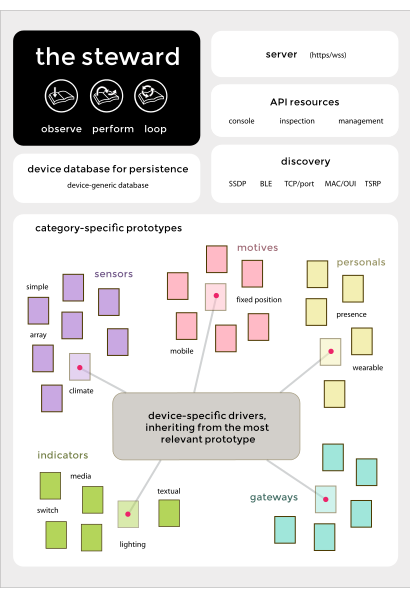 the steward
observe perform loop
server (https/wss)
API resources
console inspection management
device database for persistence
device-generic database
discovery
SSDP BLE TCP/port MAC/OUI TSRP
category-specific prototypes
motives
personals
sensors
simple
fixed position
presence
array
mobile
wearable
climate
device-specific drivers,
inheriting from the most
relevant prototype
indicators
media
textual
switch
gateways
lighting